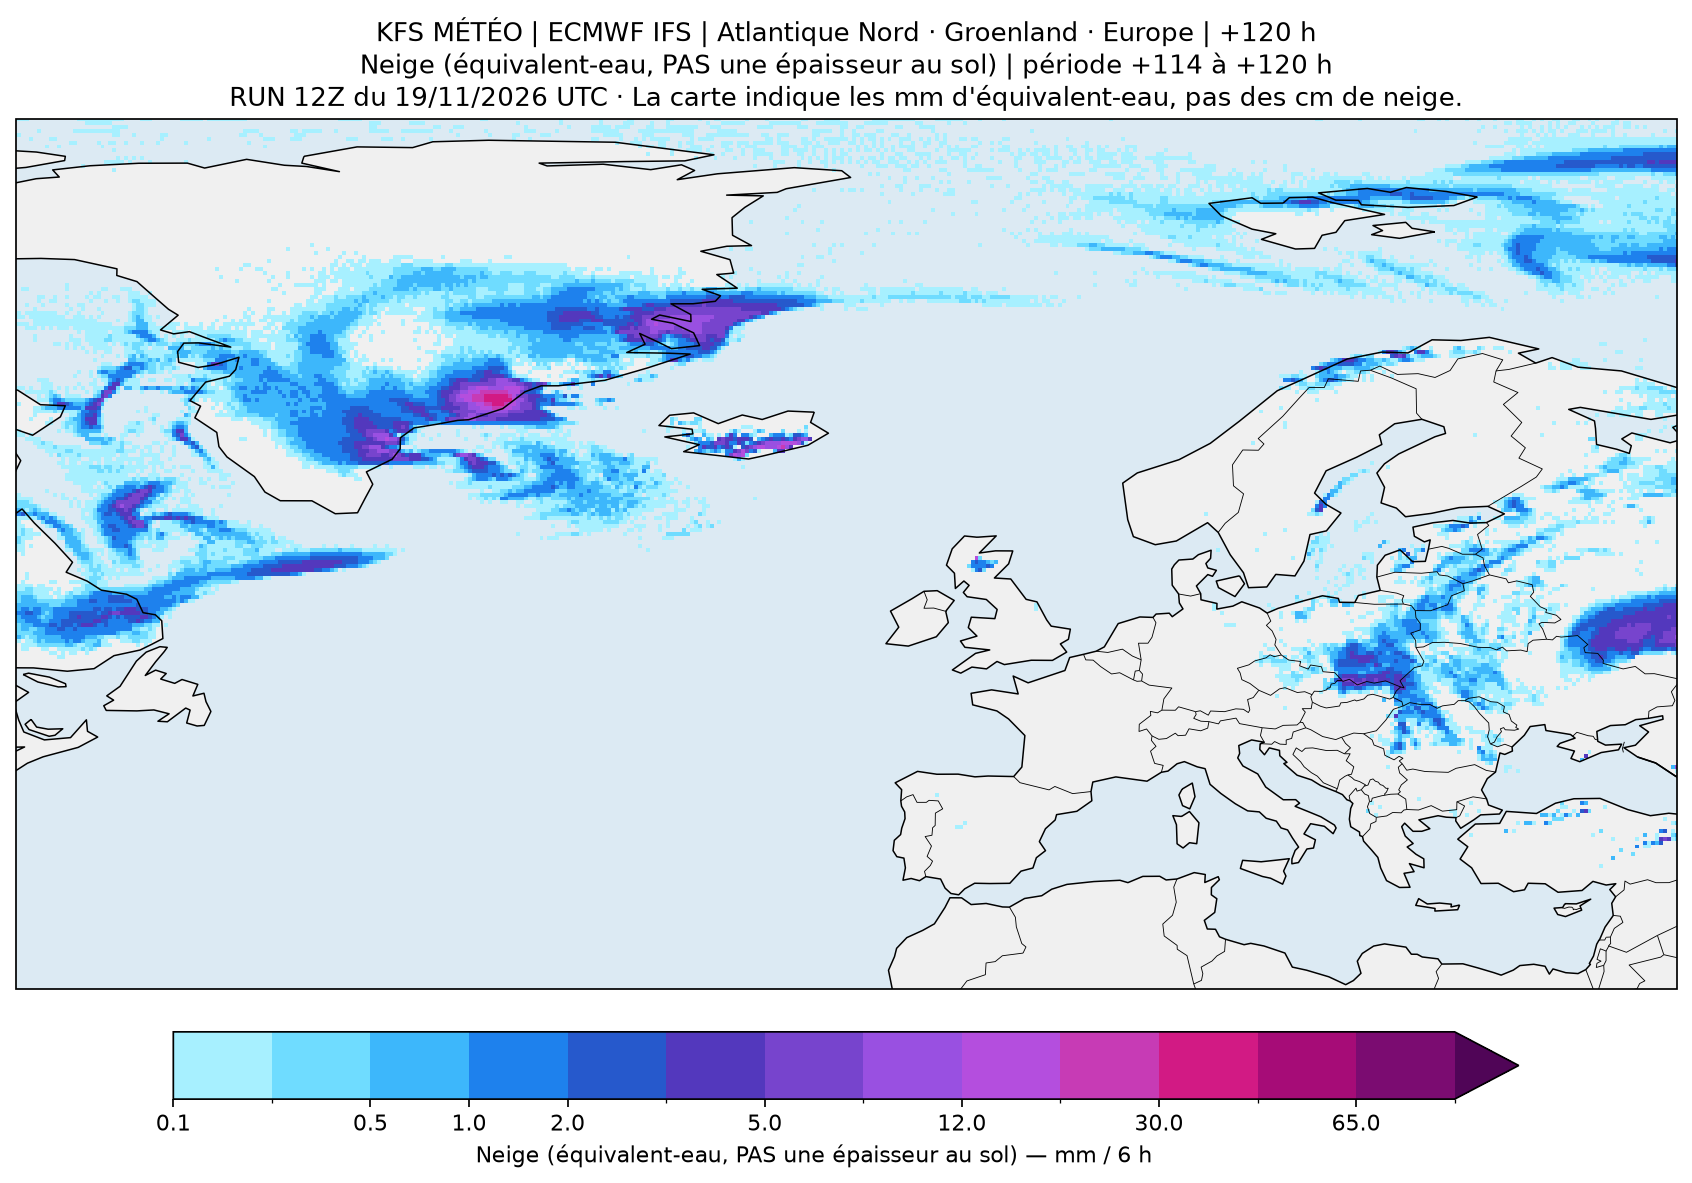 KFS MÉTÉO | ECMWF IFS | Atlantique Nord · Groenland · Europe | +120 h
Neige (équivalent-eau, PAS une épaisseur au sol) | période +114 à +120 h
RUN 12Z du 19/11/2026 UTC · La carte indique les mm d'équivalent-eau, pas des cm de neige.
0.1 0.5 1.0 2.0 5.0 12.0 30.0 65.0
Neige (équivalent-eau, PAS une épaisseur au sol) — mm / 6 h